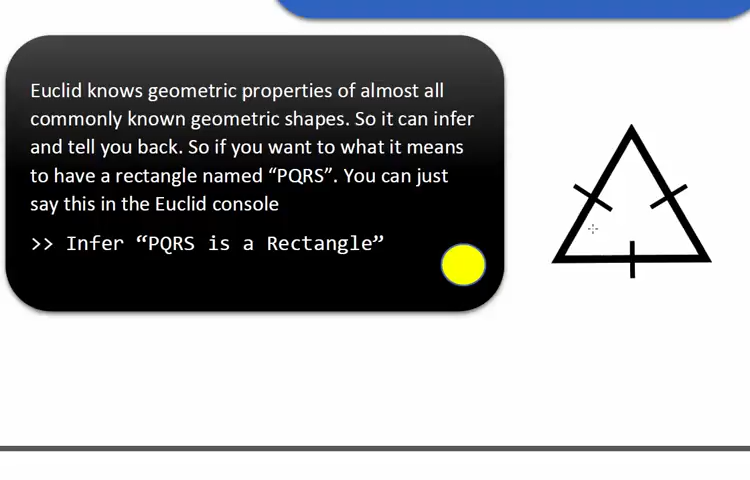 Euclid knows geometric properties of almost all
commonly known geometric shapes. So it can infer
and tell you back. So if you want to what it means
to have a rectangle named “PQRS”. You can just
say this in the Euclid console
>> Infer “PQRS is a Rectangle”